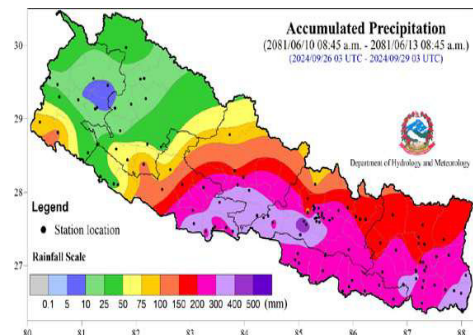 Accumulated Precipitation
(2081/06/10 08:45 a.m. - 2081/06/13 08:45 a.m.)
(2024/09/26 03 UTC - 2024/09/29 03 UTC)
Department of Hydrology and Meteorology
30
29
28
27
Legend
Station location
Rainfall Scale
0.1 5 10 25 50 75 100 150 200 300 400 500 (mm)
80 81 82 83 84 85 86 87 88